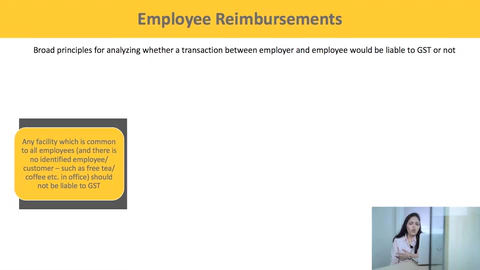 Employee Reimbursements
Broad principles for analyzing whether a transaction between employer and employee would be liable to GST or not
Any facility which is common
to all employees (and there is
no identified employee/
customer – such as free tea/
coffee etc. in office) should
not be liable to GST